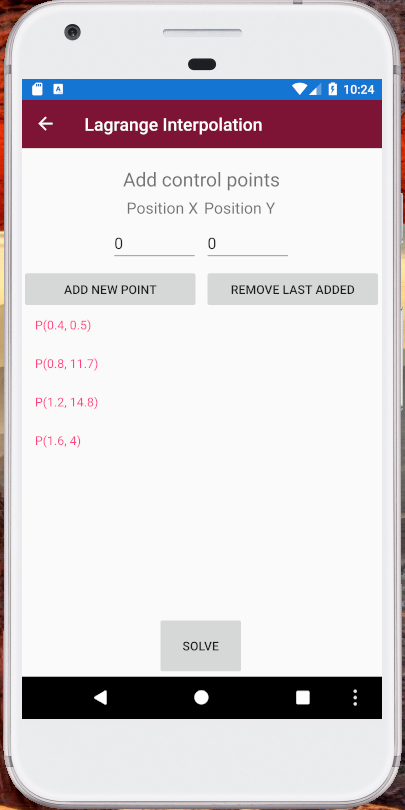 10:24
Lagrange Interpolation
Add control points
Position X Position Y
0 0
ADD NEW POINT REMOVE LAST ADDED
P(0.4, 0.5)
P(0.8, 11.7)
P(1.2, 14.8)
P(1.6, 4)
SOLVE